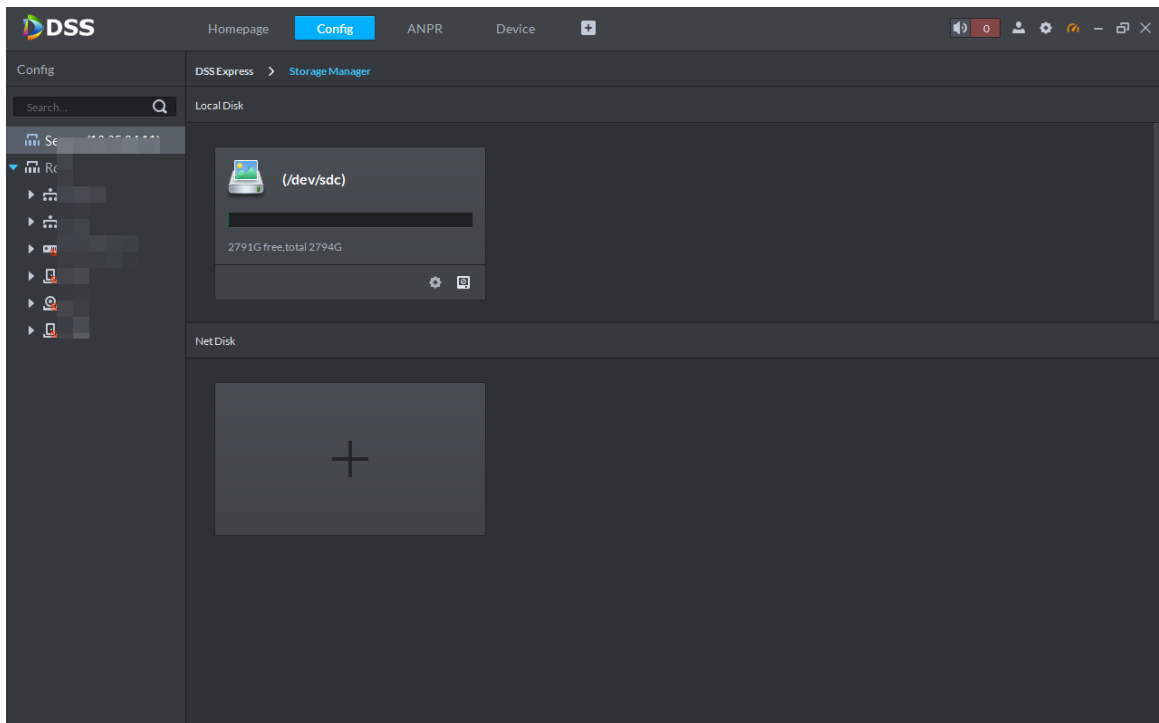 DSS
Homepage
Config
ANPR
Device
0
Config
DSS Express > Storage Manager
Search...
Local Disk
(/dev/sdc)
2791G free,total 2794G
Net Disk